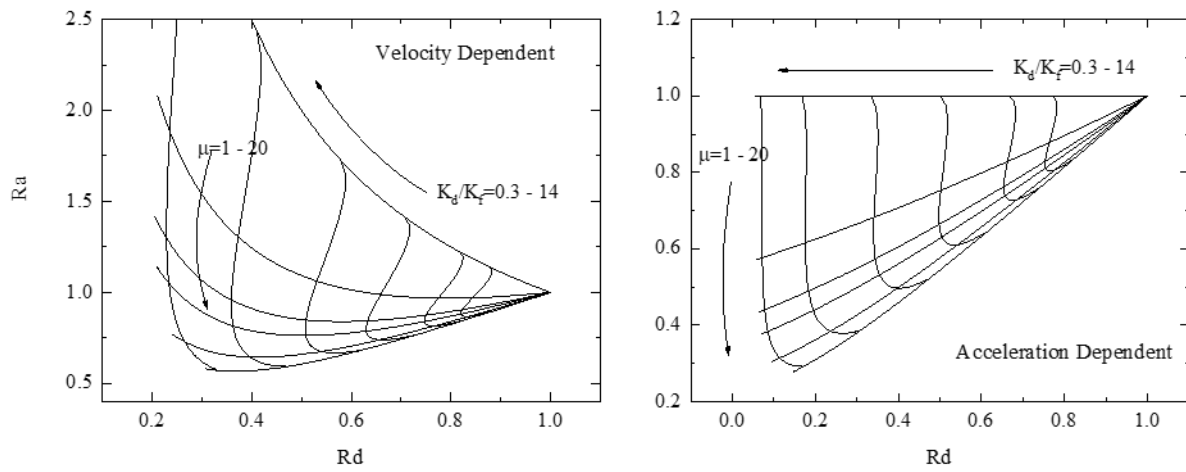 2.5
2.0
1.5
1.0
0.5
Ra
0.2 0.4 0.6 0.8 1.0
Rd
Velocity Dependent
μ=1 - 20
K_d/K_f=0.3 - 14
1.2
1.0
0.8
0.6
0.4
0.2
0.0 0.2 0.4 0.6 0.8 1.0
Rd
K_d/K_f=0.3 - 14
μ=1 - 20
Acceleration Dependent